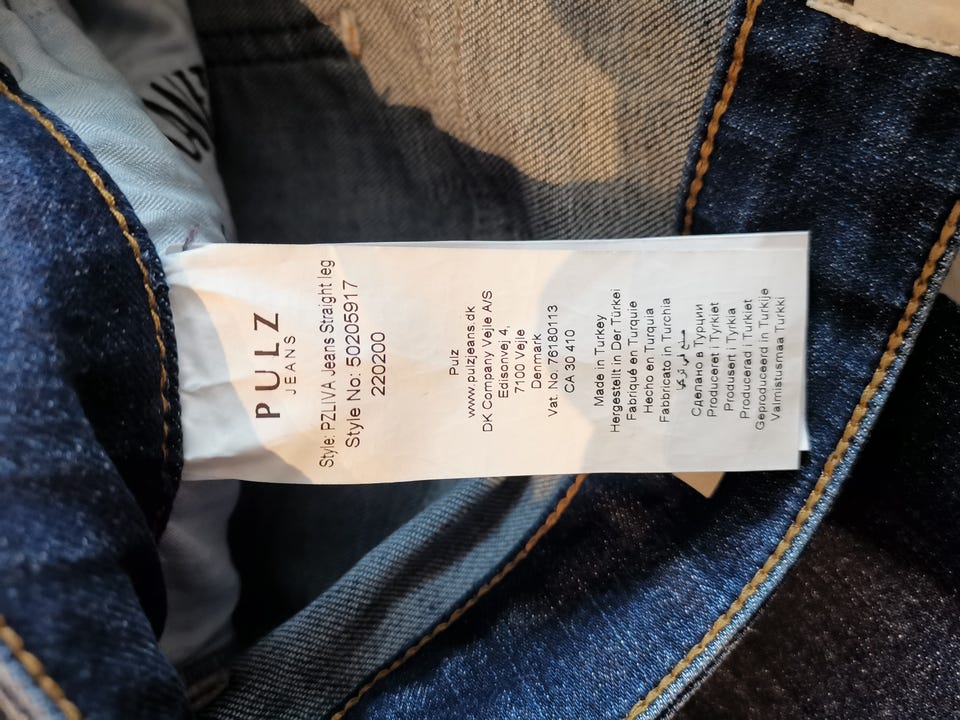 PULZ
JEANS
Style: PZLIVA Jeans Straight leg
Style No.: 50205917
220200
Pulz
www.pulzjeans.dk
DK Company Vejle A/S
Edisonvej 4,
7100 Vejle
Denmark
Vat. No. 76180113
CA 30 410
Made in Turkey
Hergestellt in Der Türkei
Fabriqué en Turquie
Hecho en Turquia
Fabbricato in Turchia
صنع في تركيا
Сделано в Турции
Produceret i Tyrkiet
Produsert i Tyrkia
Producerad i Turkiet
Geproduceerd in Turkije
Valmistusmaa Turkki